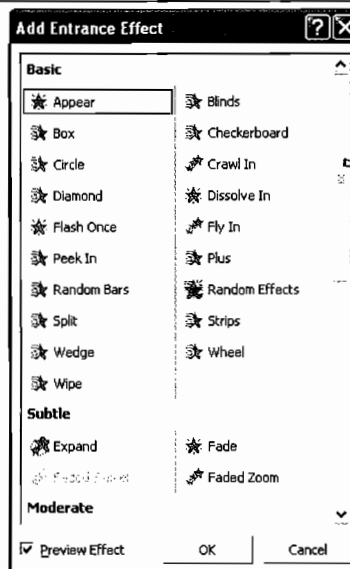 Add Entrance Effect
Basic
Appear Blinds
Box Checkerboard
Circle Crawl In
Diamond Dissolve In
Flash Once Fly In
Peek In Plus
Random Bars Random Effects
Split Strips
Wedge Wheel
Wipe
Subtle
Expand Fade
Faded Zoom
Moderate
Preview Effect OK Cancel